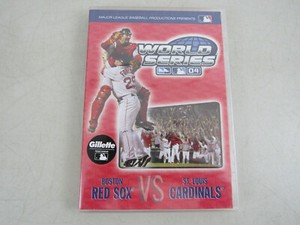 MAJOR LEAGUE BASEBALL PRODUCTIONS PRESENTS
WORLD
SERIES
04
Gillette
BOSTON
RED SOX
VS
ST. LOUIS
CARDINALS